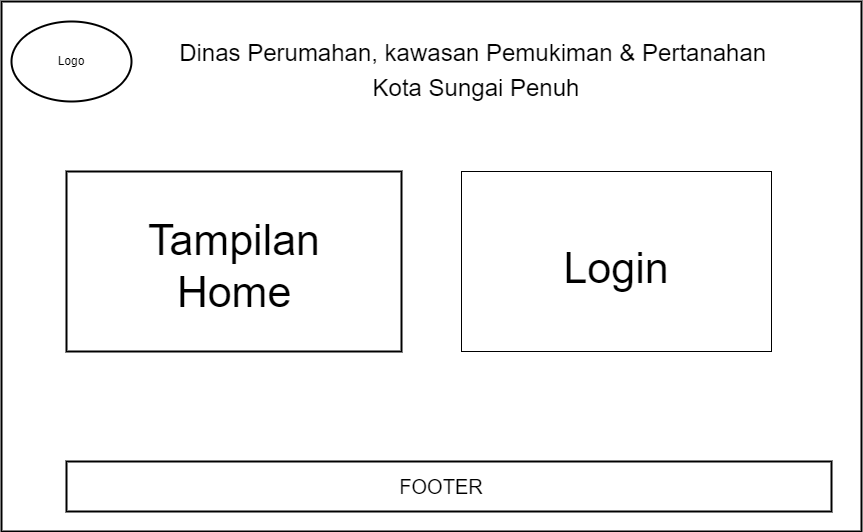 Logo
Dinas Perumahan, kawasan Pemukiman & Pertanahan
Kota Sungai Penuh
Tampilan
Home
Login
FOOTER